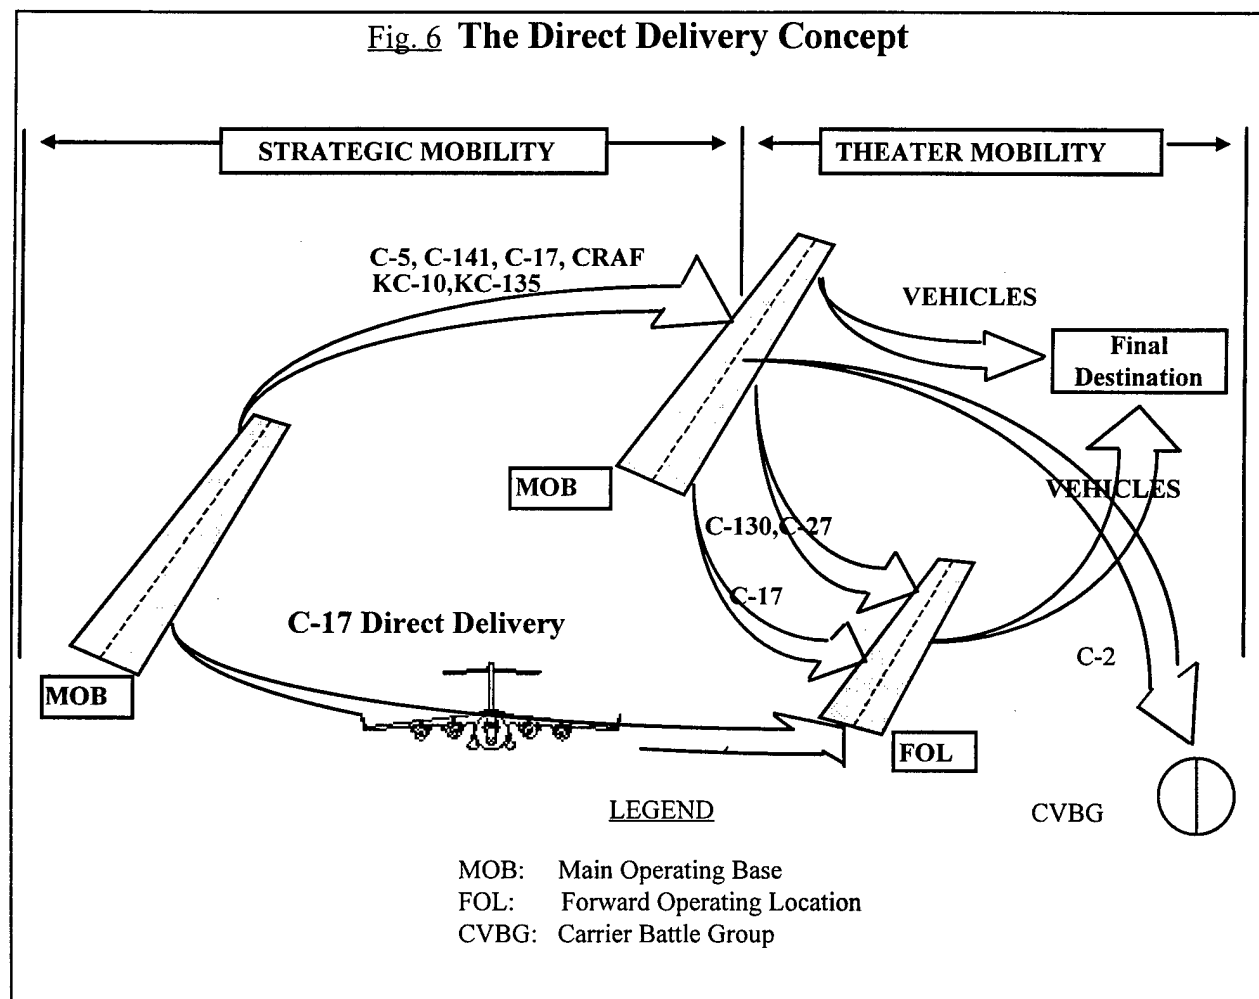 Fig. 6 The Direct Delivery Concept
STRATEGIC MOBILITY
THEATER MOBILITY
C-5, C-141, C-17, CRAF
KC-10,KC-135
VEHICLES
Final
Destination
MOB
VEHICLES
C-130,C-27
C-17
C-17 Direct Delivery
C-2
MOB
FOL
CVBG
LEGEND
MOB: Main Operating Base
FOL: Forward Operating Location
CVBG: Carrier Battle Group